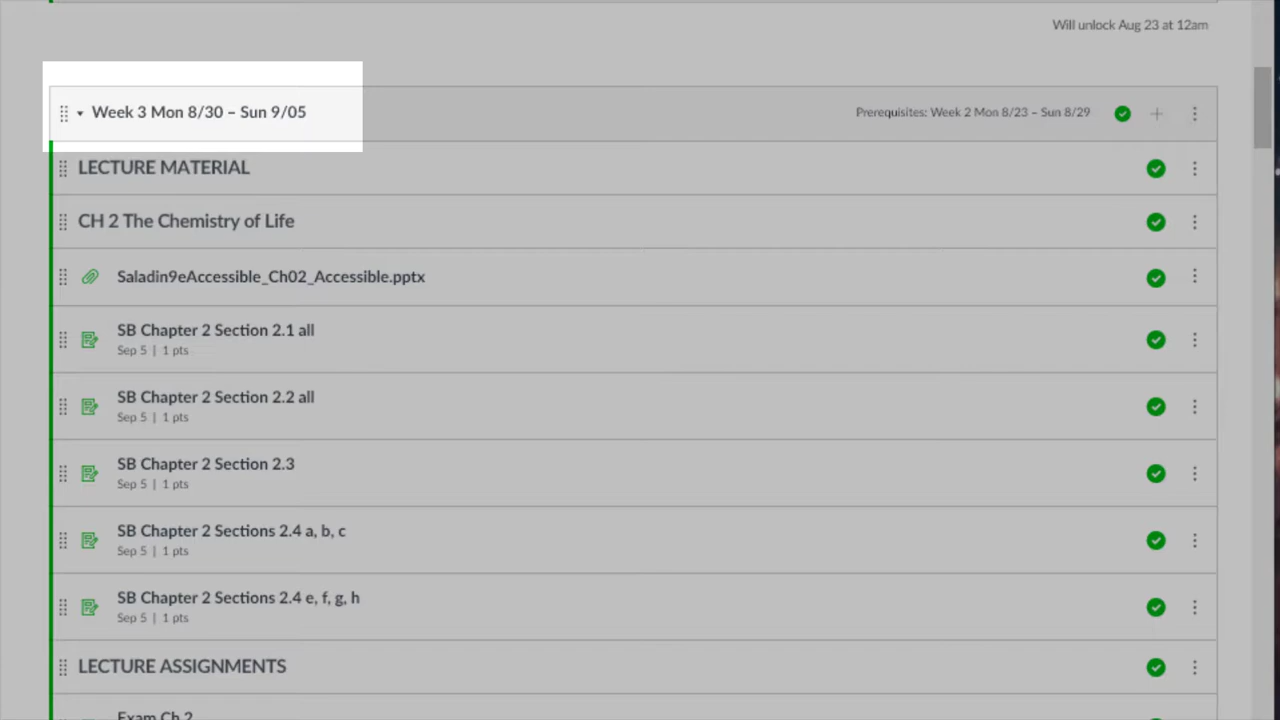 Will unlock Aug 23 at 12am
Week 3 Mon 8/30 – Sun 9/05
Prerequisites: Week 2 Mon 8/23 – Sun 8/29
LECTURE MATERIAL
CH 2 The Chemistry of Life
Saladin9eAccessible_Ch02_Accessible.pptx
SB Chapter 2 Section 2.1 all
Sep 5 | 1 pts
SB Chapter 2 Section 2.2 all
Sep 5 | 1 pts
SB Chapter 2 Section 2.3
Sep 5 | 1 pts
SB Chapter 2 Sections 2.4 a, b, c
Sep 5 | 1 pts
SB Chapter 2 Sections 2.4 e, f, g, h
Sep 5 | 1 pts
LECTURE ASSIGNMENTS
Exam Ch 2